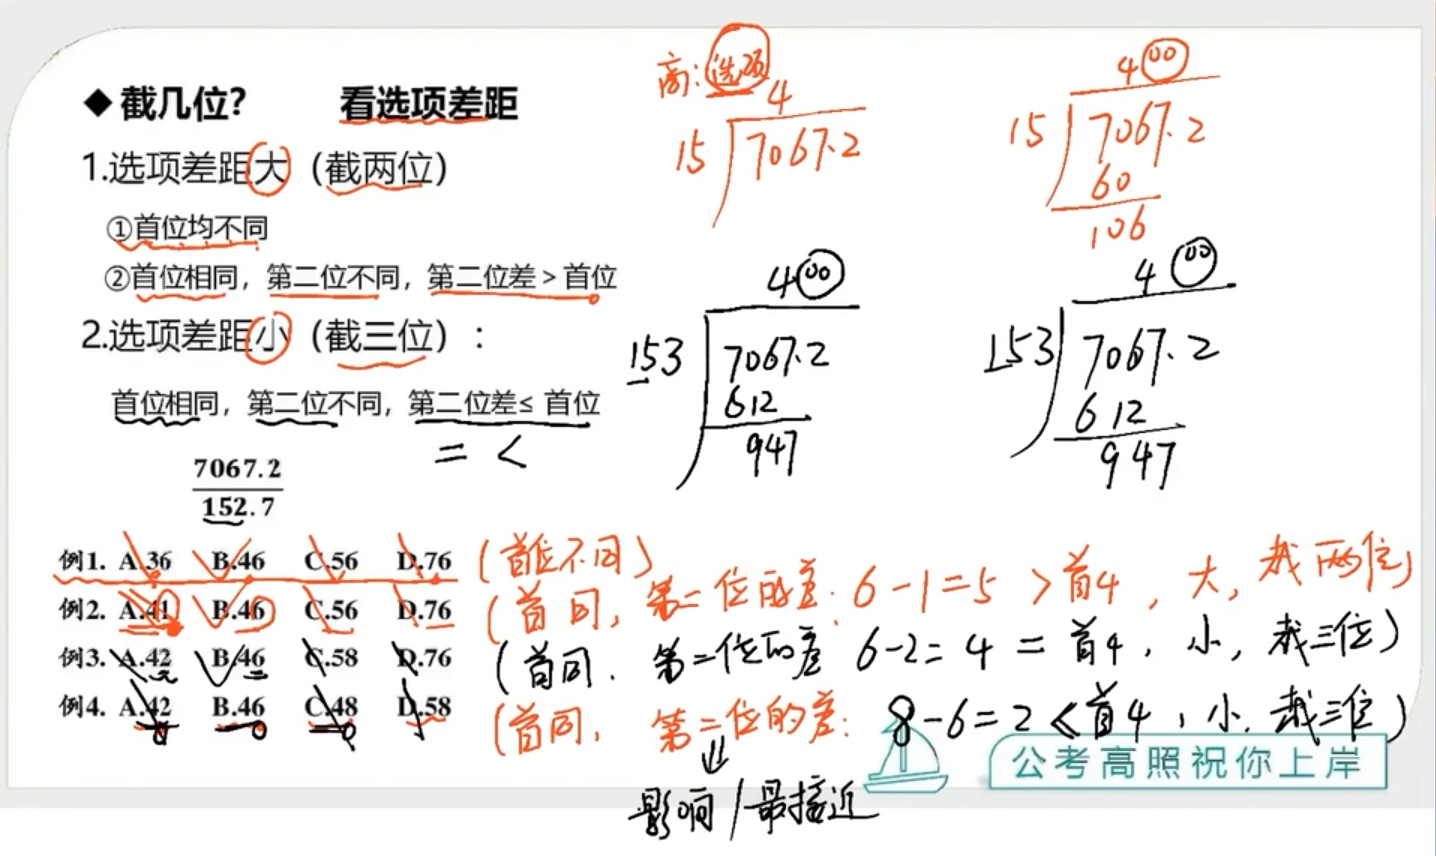 ◆ 截几位? 看选项差距
1.选项差距大（截两位）
①首位均不同
②首位相同，第二位不同，第二位差＞首位
2.选项差距小（截三位）：
首位相同，第二位不同，第二位差≤ 首位
= <
7067.2
152.7
商:选项
4
15 7067.2
400
15 7067.2
60
106
400
153 7067.2
612
947
400
153 7067.2
612
947
例1. A.36 B.46 C.56 D.76 (首位不同)
例2. A.41 B.46 C.56 D.76 (首同, 第二位的差: 6-1=5 >首4, 大, 截两位)
例3. A.42 B.46 C.58 D.76 (首同. 第二位的差 6-2=4 = 首4, 小, 截三位)
例4. A.42 B.46 C.48 D.58 (首同, 第二位的差: 8-6=2 <首4, 小, 截三位)
公考高照祝你上岸
影响/最接近